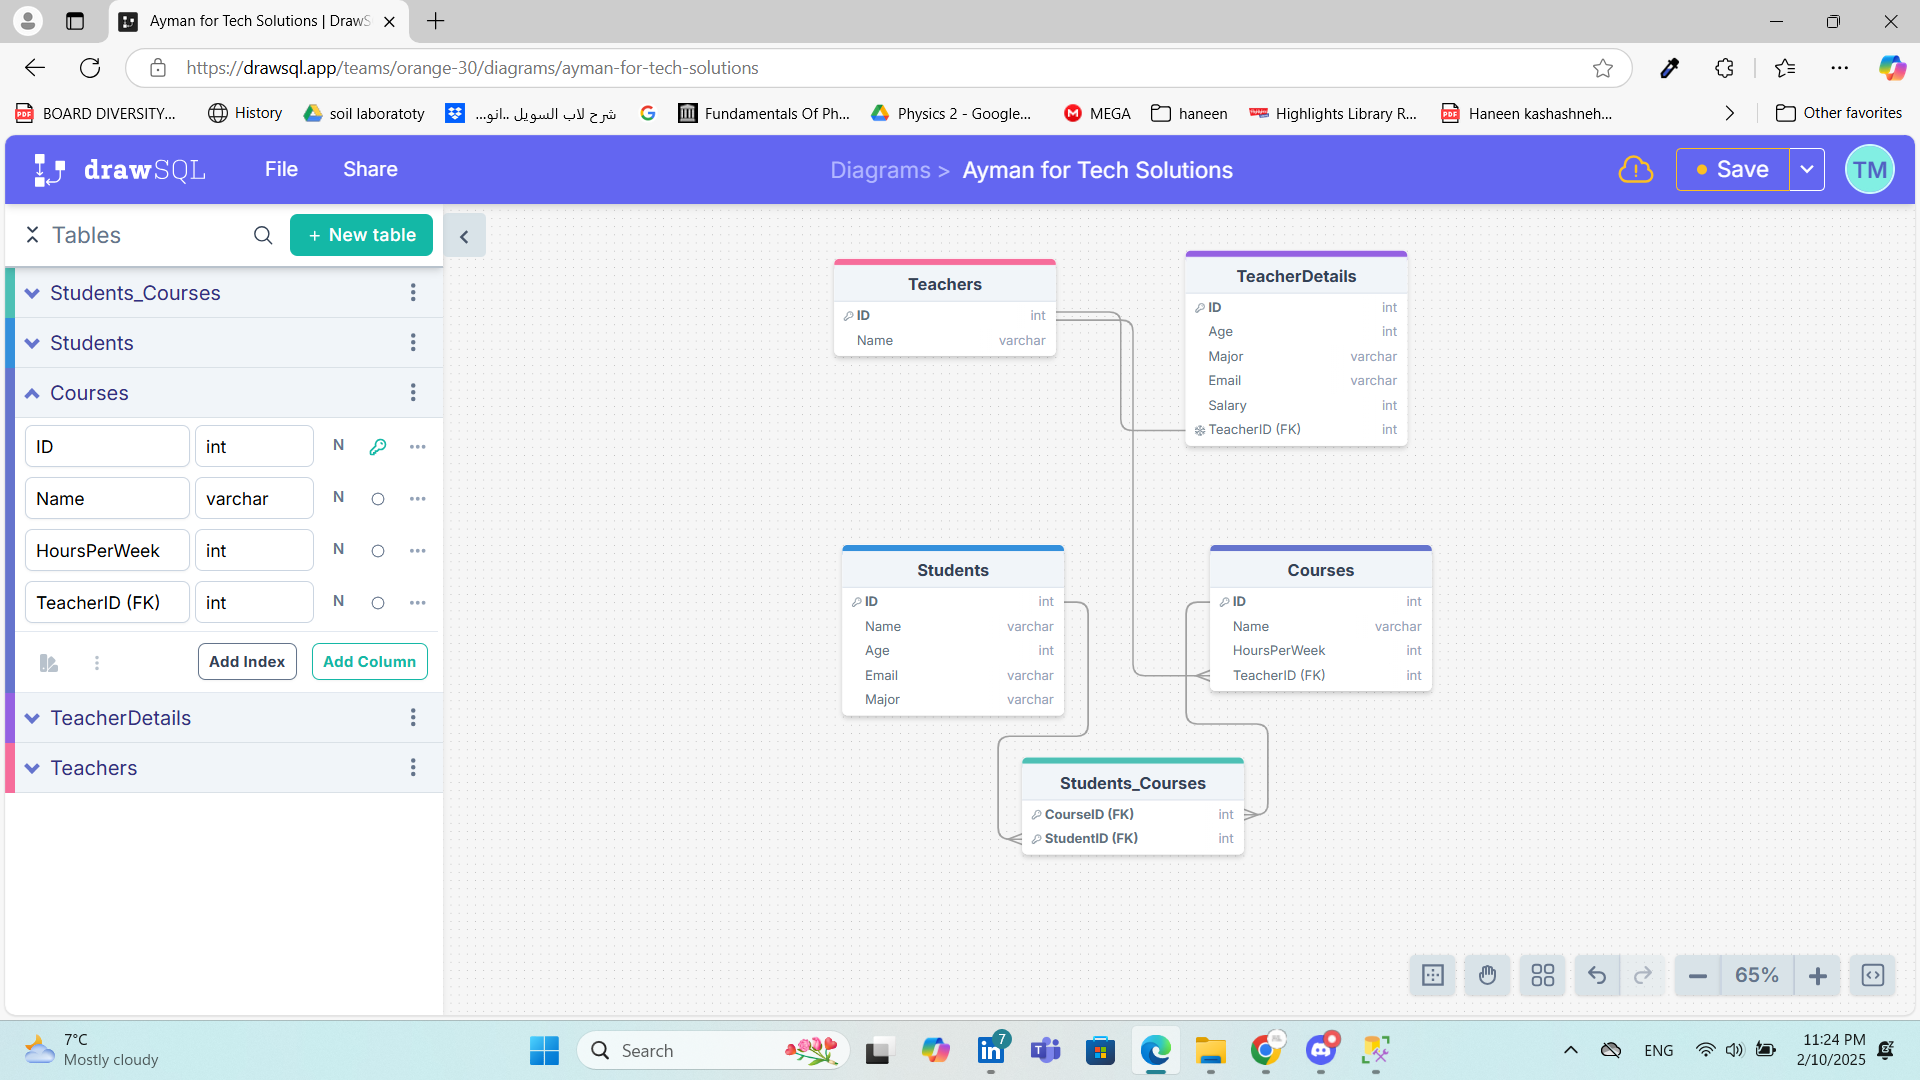 Ayman for Tech Solutions | DrawS
https://drawsql.app/teams/orange-30/diagrams/ayman-for-tech-solutions
BOARD DIVERSITY...
History
soil laboratoty
شرح لاب السويل ..انو...
Fundamentals Of Ph...
Physics 2 - Google...
MEGA
haneen
Highlights Library R...
Haneen kashashneh...
Other favorites
drawSQL
File
Share
Diagrams > Ayman for Tech Solutions
Save
TM
Tables
+ New table
Students_Courses
Students
Courses
ID int N
Name varchar N
HoursPerWeek int N
TeacherID (FK) int N
Add Index
Add Column
TeacherDetails
Teachers
Teachers
ID int
Name varchar
TeacherDetails
ID int
Age int
Major varchar
Email varchar
Salary int
TeacherID (FK) int
Students
ID int
Name varchar
Age int
Email varchar
Major varchar
Courses
ID int
Name varchar
HoursPerWeek int
TeacherID (FK) int
Students_Courses
CourseID (FK) int
StudentID (FK) int
65%
7°C
Mostly cloudy
Search
7
ENG
11:24 PM
2/10/2025